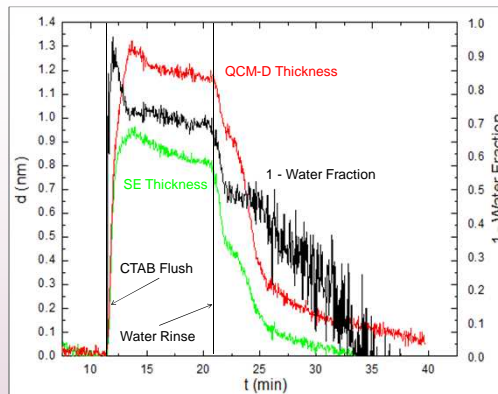 1.4
1.3
1.2
1.1
1.0
0.9
0.8
0.7
0.6
0.5
0.4
0.3
0.2
0.1
0.0
d (nm)
1.0
0.9
0.8
0.7
0.6
0.5
0.4
0.3
0.2
0.1
0.0
1 - Water Fraction
QCM-D Thickness
1 - Water Fraction
SE Thickness
CTAB Flush
Water Rinse
10 15 20 25 30 35 40
t (min)